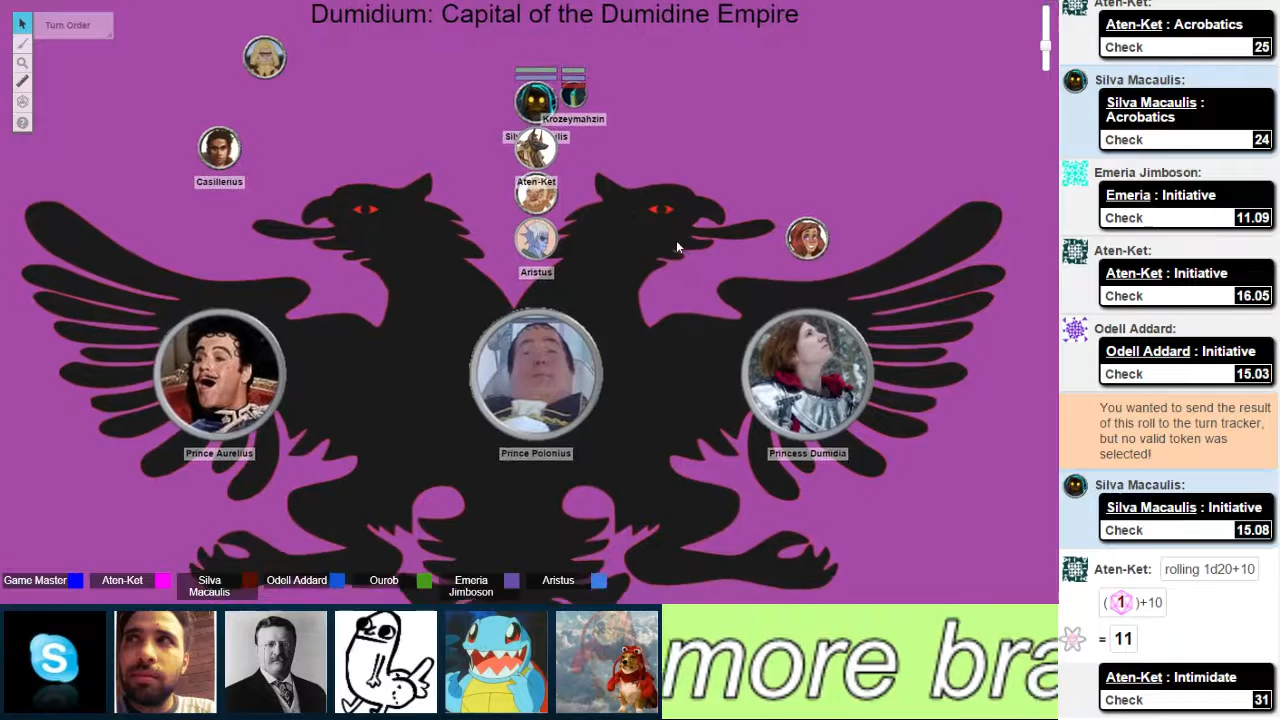 Dumidium: Capital of the Dumidine Empire
Turn Order
Krozeymahzin
Casillerius
Aten-Ket
Aristus
Prince Aurelius
Prince Polonius
Princess Dumidia
Game Master
Aten-Ket
Silva
Macaulis
Odell Addard
Ourob
Emeria
Jimboson
Aristus
S
more bra
Aten-Ket:
Aten-Ket : Acrobatics
Check 25
Silva Macaulis:
Silva Macaulis :
Acrobatics
Check 24
Emeria Jimboson:
Emeria : Initiative
Check 11.09
Aten-Ket:
Aten-Ket : Initiative
Check 16.05
Odell Addard:
Odell Addard : Initiative
Check 15.03
You wanted to send the result
of this roll to the turn tracker,
but no valid token was
selected!
Silva Macaulis:
Silva Macaulis : Initiative
Check 15.08
Aten-Ket: rolling 1d20+10
(1)+10
= 11
Aten-Ket : Intimidate
Check 31